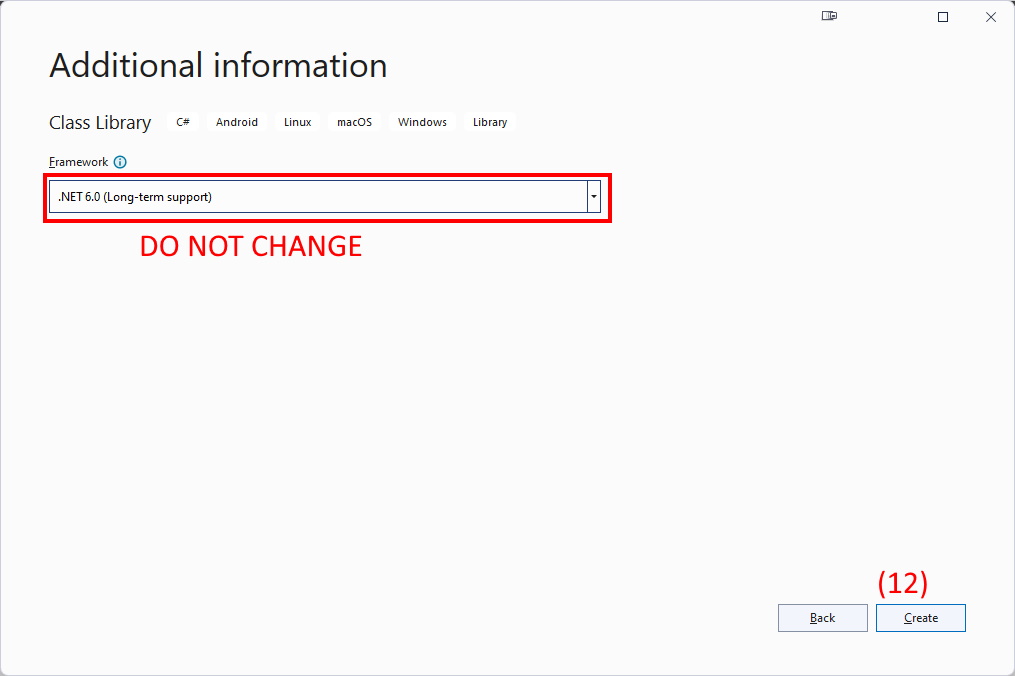 Additional information
Class Library C# Android Linux macOS Windows Library
Framework
.NET 6.0 (Long-term support)
DO NOT CHANGE
(12)
Back Create